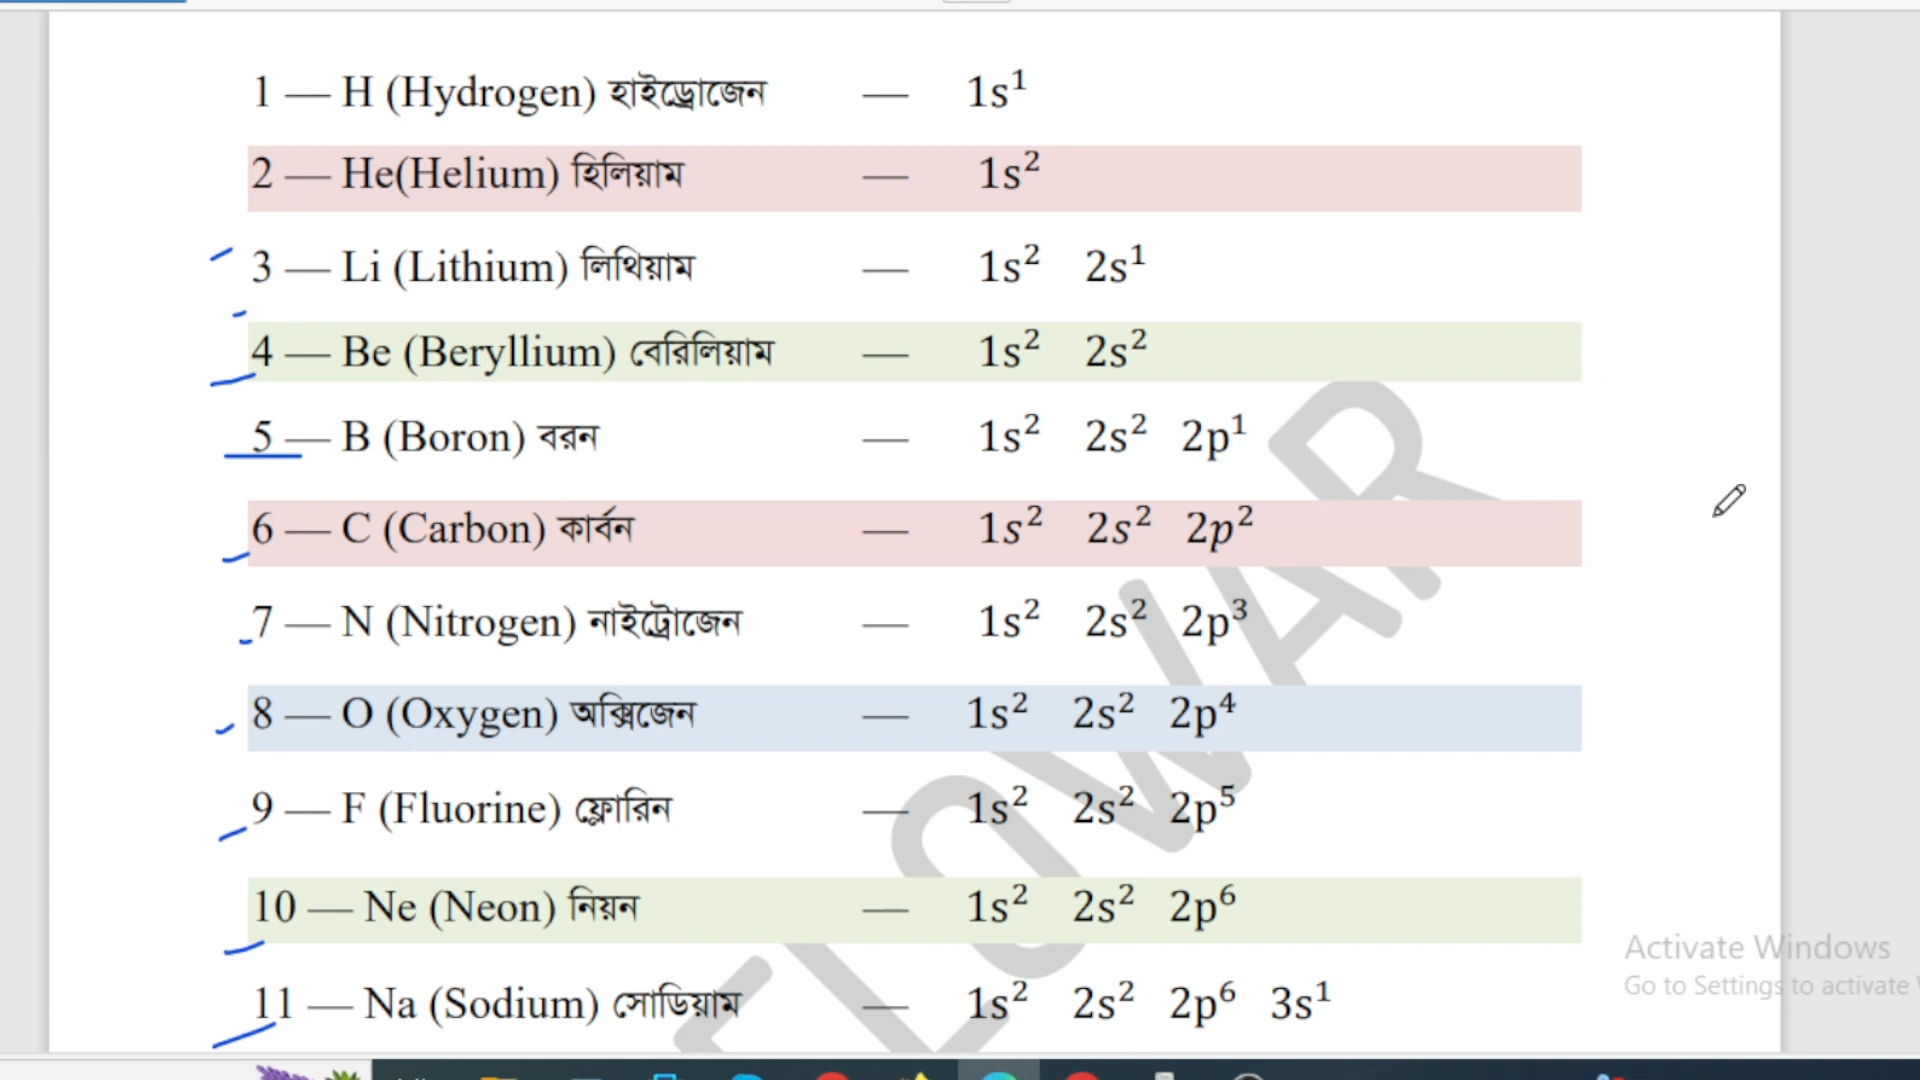 1 — H (Hydrogen) হাইড্রোজেন — 1s¹
2 — He(Helium) হিলিয়াম — 1s²
3 — Li (Lithium) লিথিয়াম — 1s² 2s¹
4 — Be (Beryllium) বেরিলিয়াম — 1s² 2s²
5 — B (Boron) বরন — 1s² 2s² 2p¹
6 — C (Carbon) কার্বন — 1s² 2s² 2p²
7 — N (Nitrogen) নাইট্রোজেন — 1s² 2s² 2p³
8 — O (Oxygen) অক্সিজেন — 1s² 2s² 2p⁴
9 — F (Fluorine) ফ্লোরিন — 1s² 2s² 2p⁵
10 — Ne (Neon) নিয়ন — 1s² 2s² 2p⁶
11 — Na (Sodium) সোডিয়াম — 1s² 2s² 2p⁶ 3s¹
Activate Windows
Go to Settings to activate